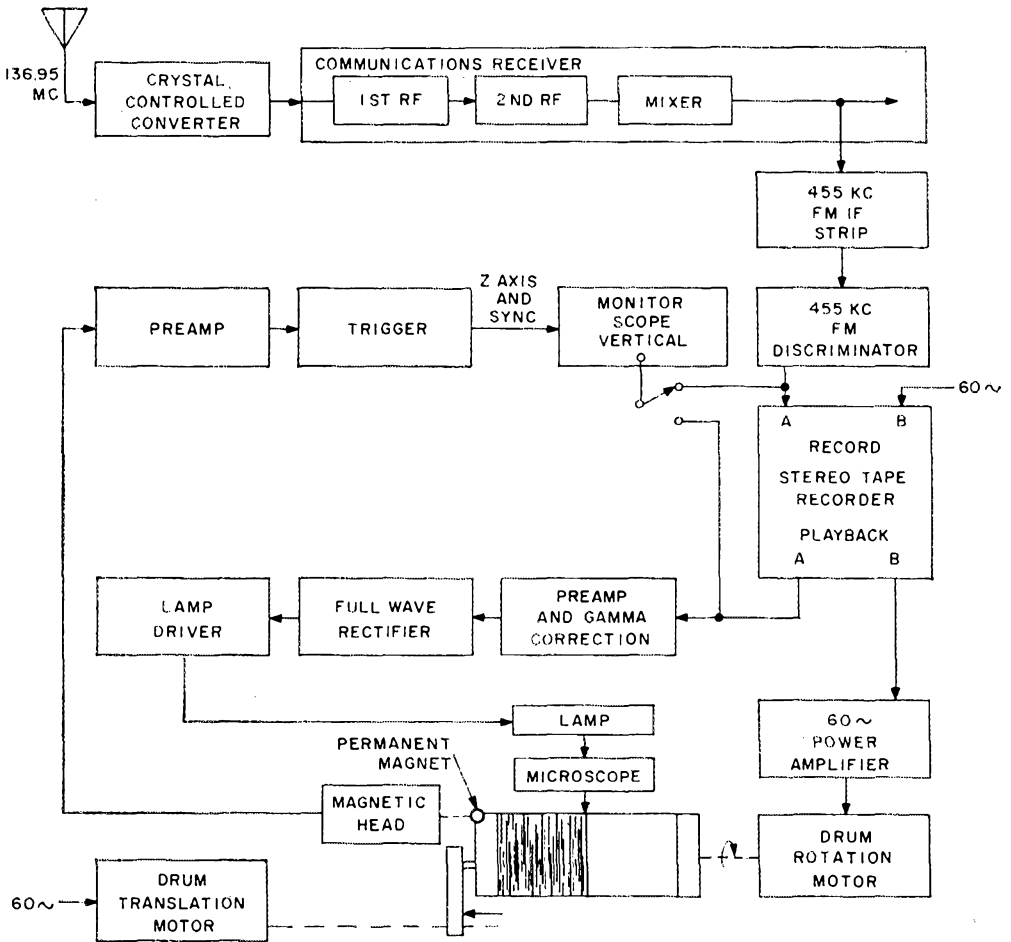 136.95
MC
CRYSTAL
CONTROLLED
CONVERTER
COMMUNICATIONS RECEIVER
1ST RF
2ND RF
MIXER
455 KC
FM IF
STRIP
PREAMP
TRIGGER
Z AXIS
AND
SYNC
MONITOR
SCOPE
VERTICAL
455 KC
FM
DISCRIMINATOR
60~
A B
RECORD
STEREO TAPE
RECORDER
PLAYBACK
A B
LAMP
DRIVER
FULL WAVE
RECTIFIER
PREAMP
AND GAMMA
CORRECTION
LAMP
60~
POWER
AMPLIFIER
PERMANENT
MAGNET
MICROSCOPE
MAGNETIC
HEAD
DRUM
ROTATION
MOTOR
60~
DRUM
TRANSLATION
MOTOR